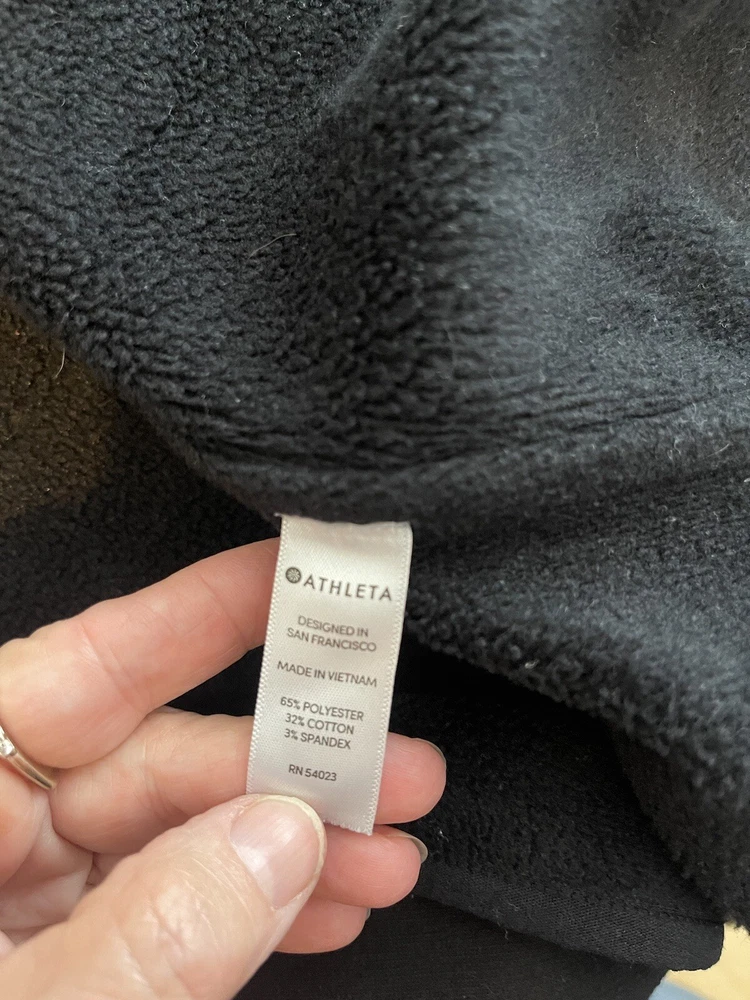 ATHLETA
DESIGNED IN
SAN FRANCISCO
MADE IN VIETNAM
65% POLYESTER
32% COTTON
3% SPANDEX
RN 54023